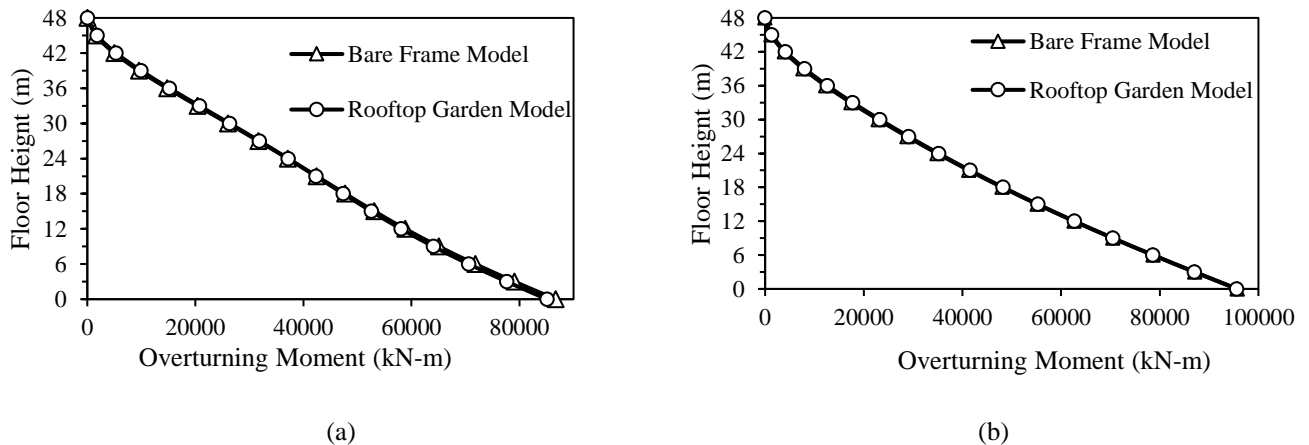 48
42
36
30
24
18
12
6
0
Floor Heignt (m)
Bare Frame Model
Rooftop Garden Model
0 20000 40000 60000 80000
Overturning Moment (kN-m)
(a)
48
42
36
30
24
18
12
6
0
Floor Heignt (m)
Bare Frame Model
Rooftop Garden Model
0 20000 40000 60000 80000 100000
Overturning Moment (kN-m)
(b)